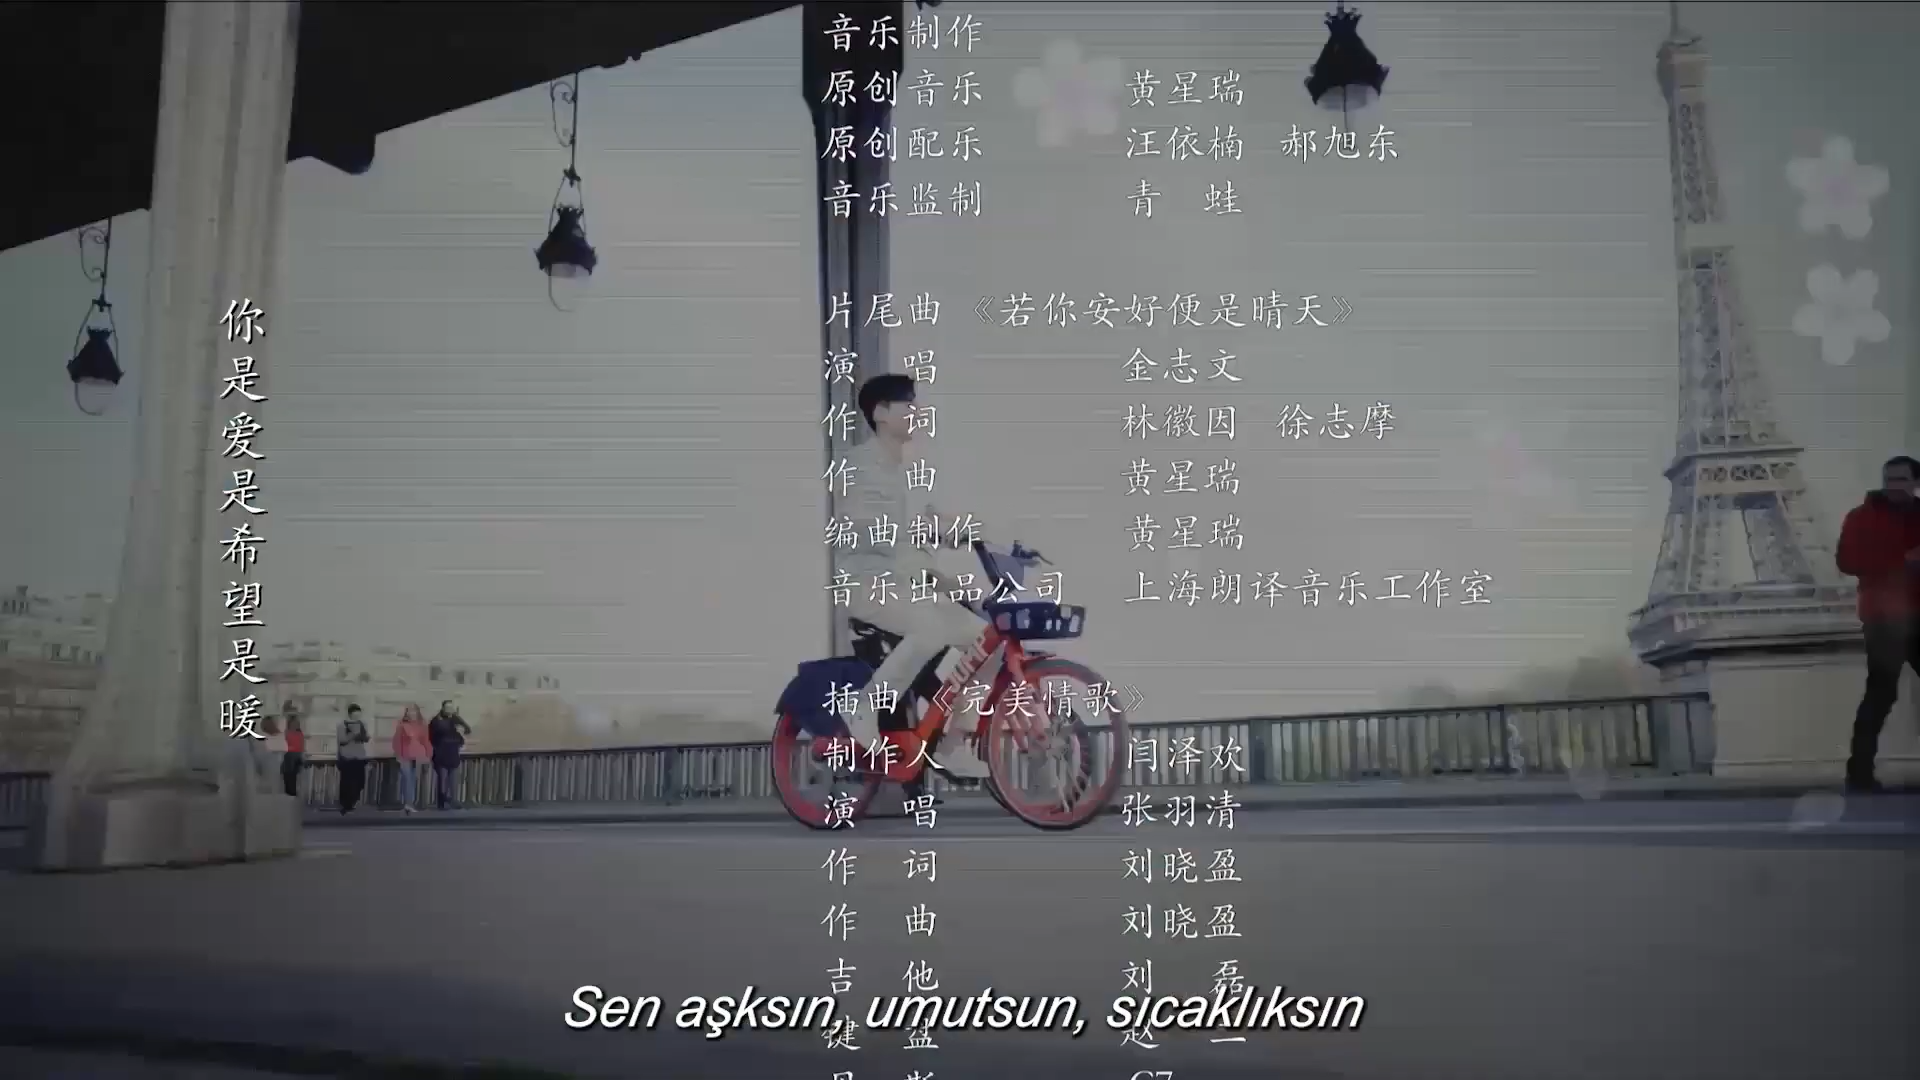 音乐制作
原创音乐 黄星瑞
原创配乐 汪依楠 郝旭东
音乐监制 青 蛙
片尾曲 《若你安好便是晴天》
演 唱 金志文
作 词 林徽因 徐志摩
作 曲 黄星瑞
编曲制作 黄星瑞
音乐出品公司 上海朗译音乐工作室
插曲 《完美情歌》
制作人 闫泽欢
演 唱 张羽清
作 词 刘晓盈
作 曲 刘晓盈
吉 他 刘 磊
键 盘 赵 二
你是爱是希望是暖
JUMP
Sen aşksın, umutsun, sıcaklıksın